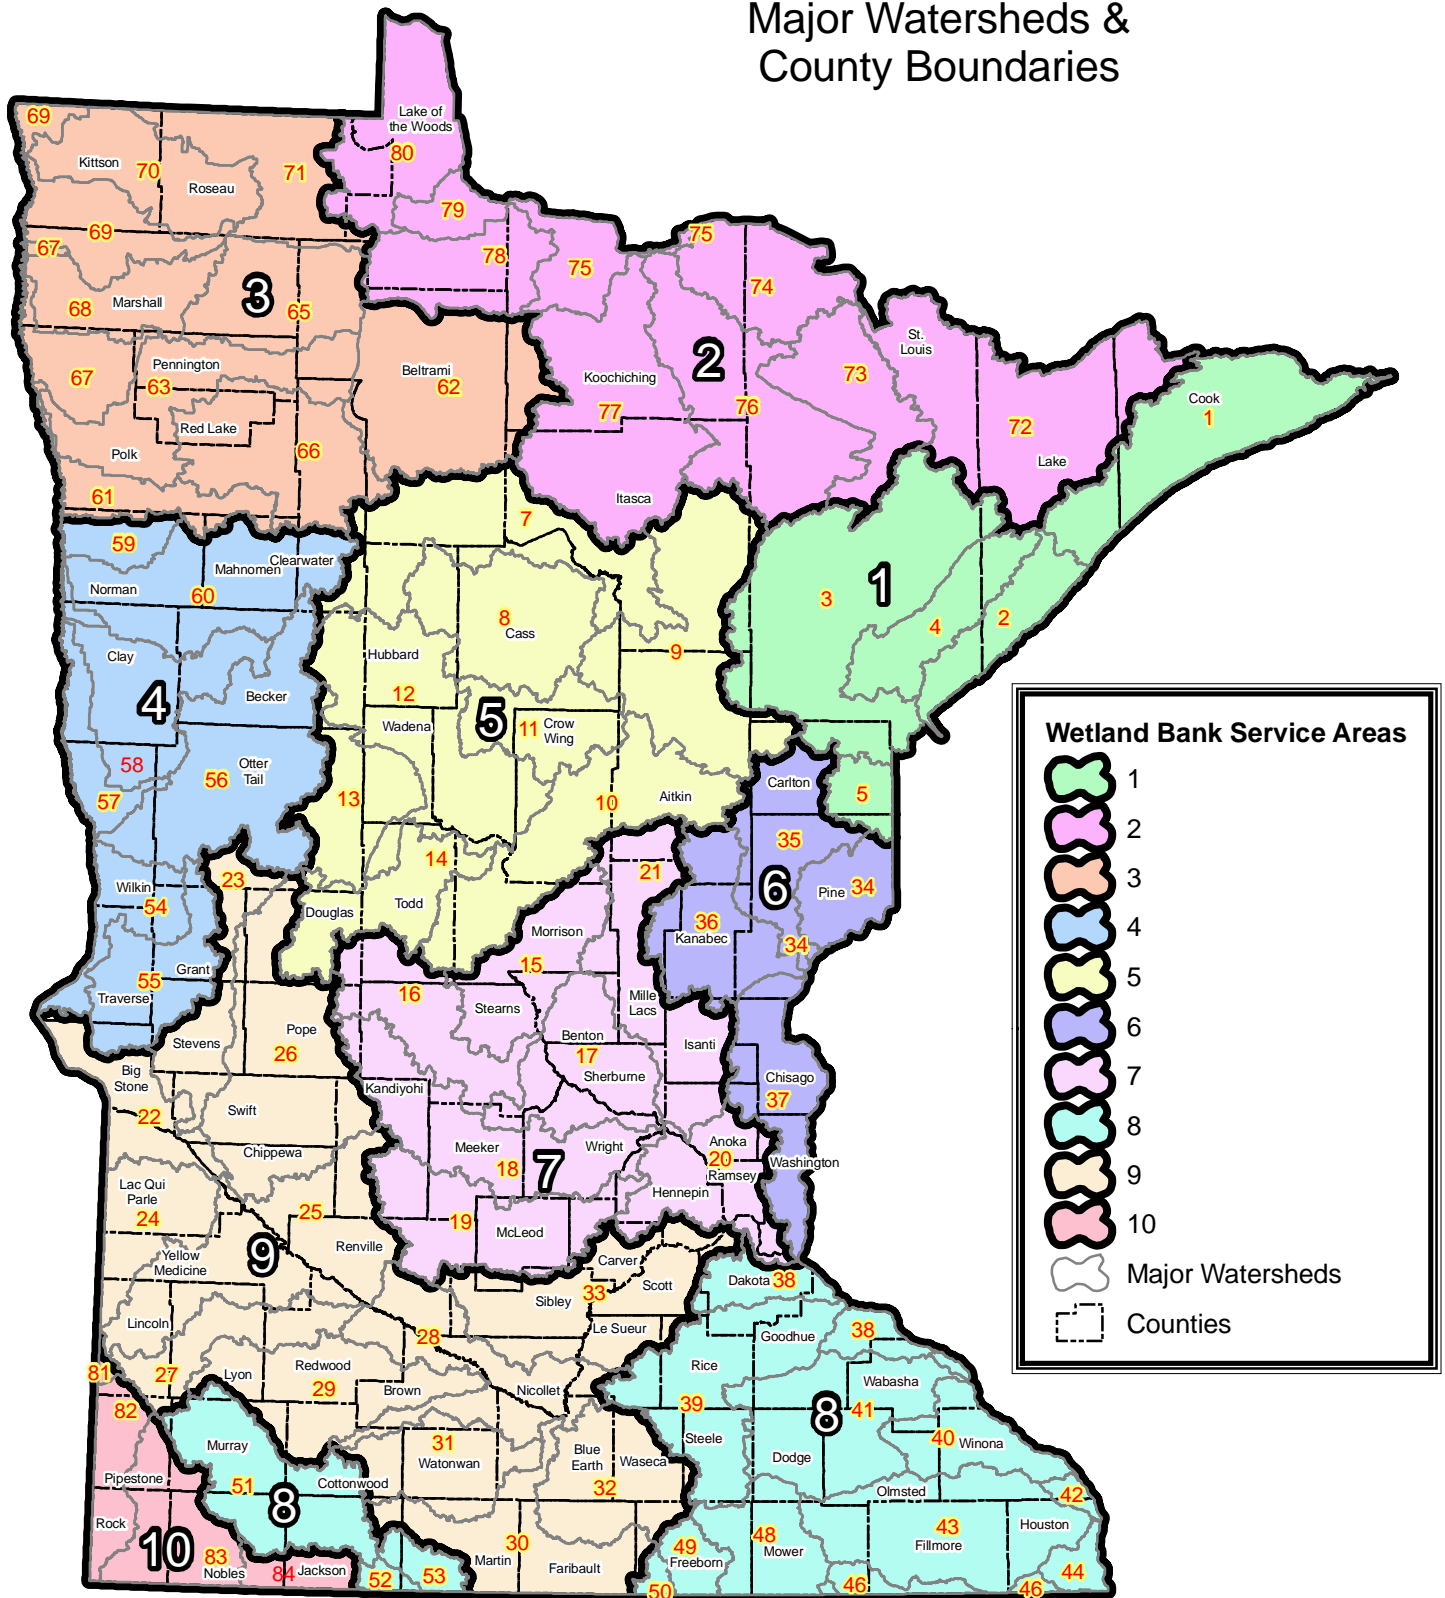 Major Watersheds &
County Boundaries
Lake of
the Woods
69
80
Kittson
70
71
Roseau
79
69
75
67
78
75
74
3
Marshall
68
65
St.
Louis
2
Pennington
67
63
Beltrami
62
Koochiching
73
77
76
Cook
1
Red Lake
72
Polk
66
Lake
61
Itasca
7
59
Clearwater
Mahnomen
Norman
60
1
3
8
Cass
4
2
Clay
Hubbard
9
Becker
12
4
5
Wadena
11
Crow
Wing
58
56
Otter
Tail
57
13
10
Aitkin
Carlton
5
35
14
21
23
Wilkin
54
Douglas
Todd
6
Pine
34
36
Kanabec
Morrison
34
15
Grant
55
Traverse
16
Stearns
Mille
Lacs
Stevens
Pope
26
Benton
17
Isanti
Sherburne
Big
Stone
Kandiyohi
Chisago
37
22
Swift
Chippewa
Meeker
18
7
Wright
Anoka
20
Ramsey
Washington
Lac Qui
Parle
24
Hennepin
25
19
McLeod
Yellow
Medicine
9
Renville
Carver
Scott
Dakota
38
33
Sibley
Lincoln
28
Le Sueur
Goodhue
38
81
27
Lyon
Redwood
29
Brown
Nicollet
Rice
Wabasha
82
39
8
41
Murray
31
Watonwan
Blue
Earth
Waseca
Steele
40
Winona
Pipestone
51
Cottonwood
32
Dodge
Olmsted
42
8
Rock
10
83
Nobles
84
Jackson
52
53
Martin
30
Faribault
49
Freeborn
50
48
Mower
43
Fillmore
46
Houston
44
46
Wetland Bank Service Areas
1
2
3
4
5
6
7
8
9
10
Major Watersheds
Counties